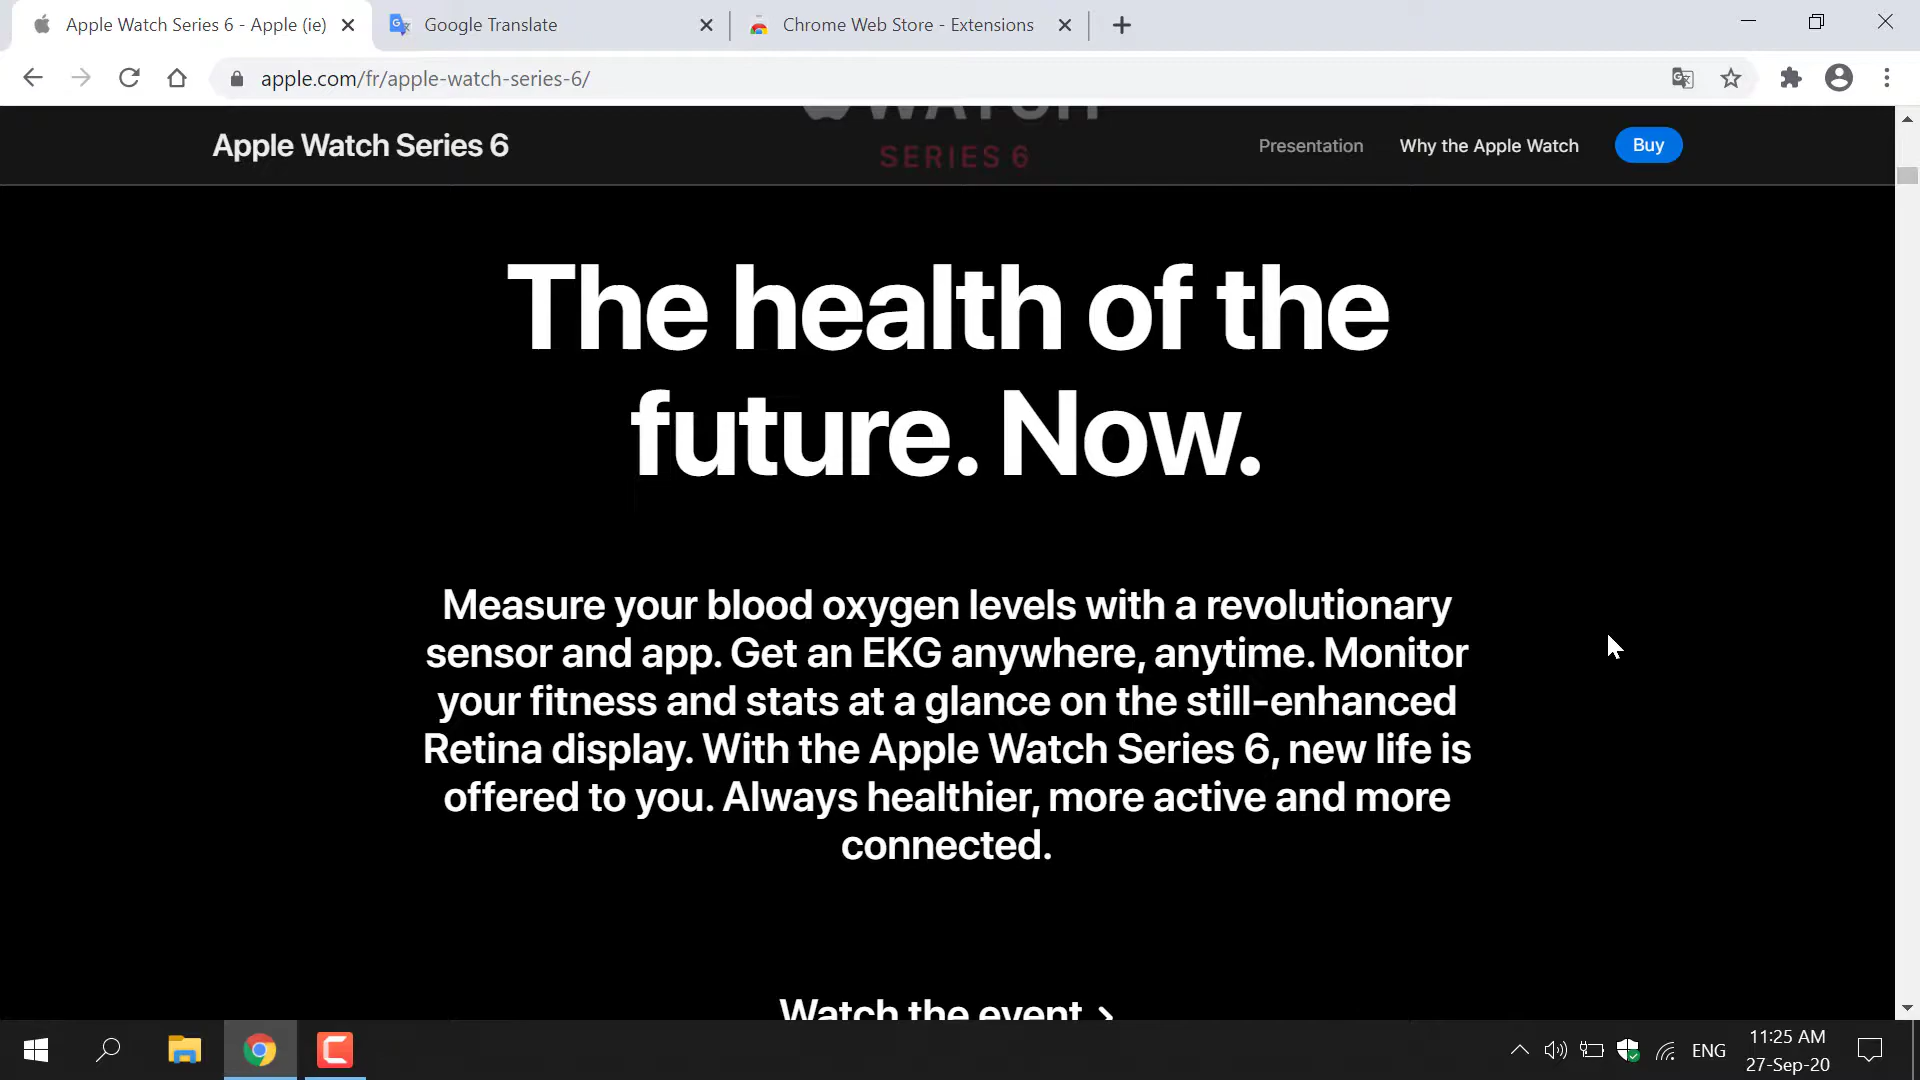 Apple Watch Series 6 - Apple (ie)
Google Translate
Chrome Web Store - Extensions
apple.com/fr/apple-watch-series-6/
WATCH
SERIES 6
Apple Watch Series 6
Presentation
Why the Apple Watch
Buy
The health of the
future. Now.
Measure your blood oxygen levels with a revolutionary
sensor and app. Get an EKG anywhere, anytime. Monitor
your fitness and stats at a glance on the still-enhanced
Retina display. With the Apple Watch Series 6, new life is
offered to you. Always healthier, more active and more
connected.
Watch the event >
ENG
11:25 AM
27-Sep-20